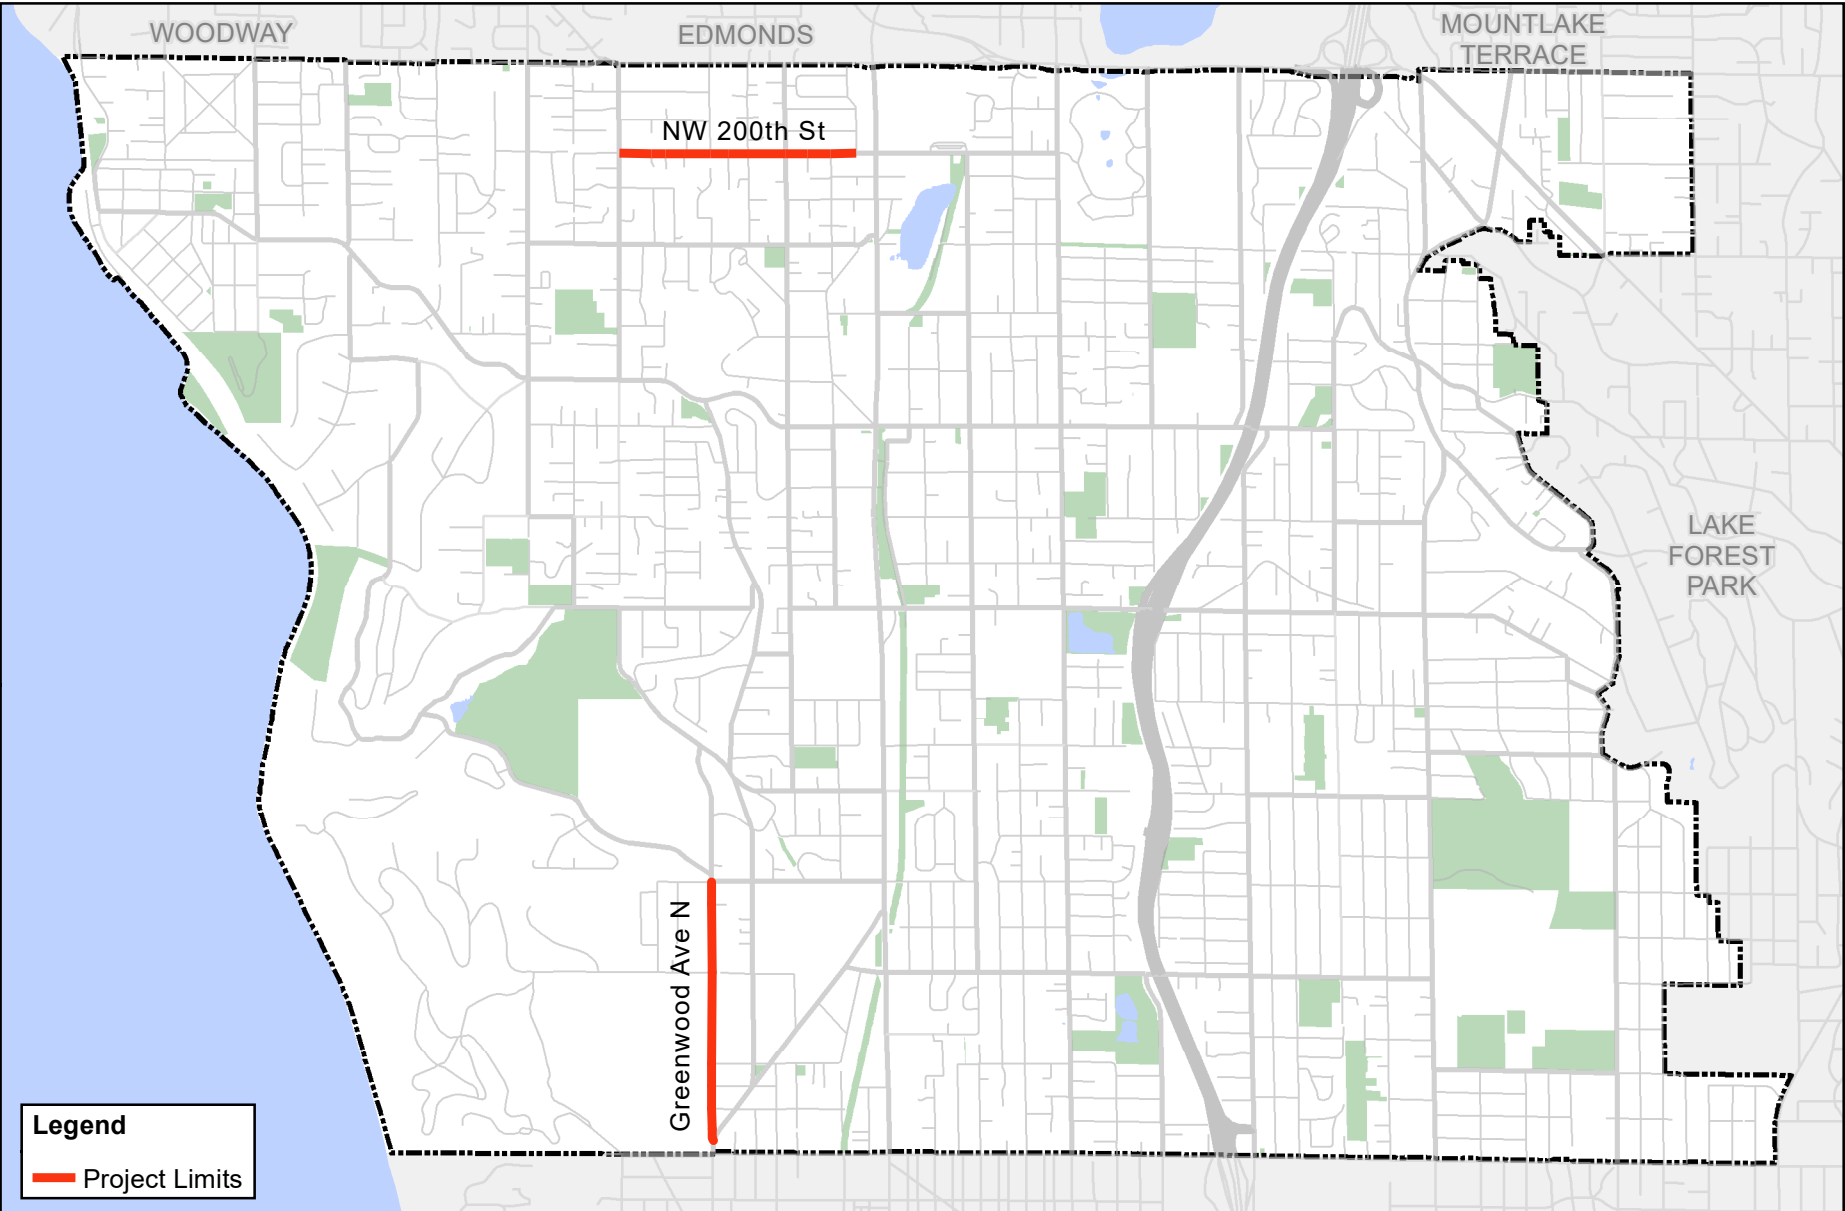 WOODWAY
EDMONDS
MOUNTLAKE
TERRACE
NW 200th St
LAKE
FOREST
PARK
Greenwood Ave N
Legend
Project Limits